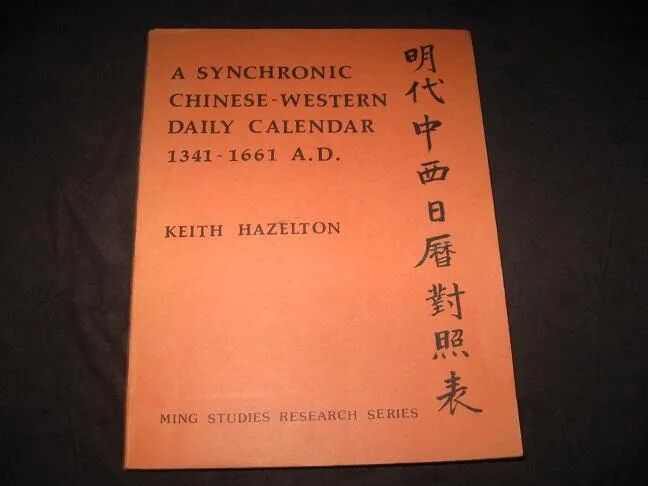 A SYNCHRONIC
CHINESE-WESTERN
DAILY CALENDAR
1341-1661 A.D.
KEITH HAZELTON
MING STUDIES RESEARCH SERIES
明代中西日曆對照表